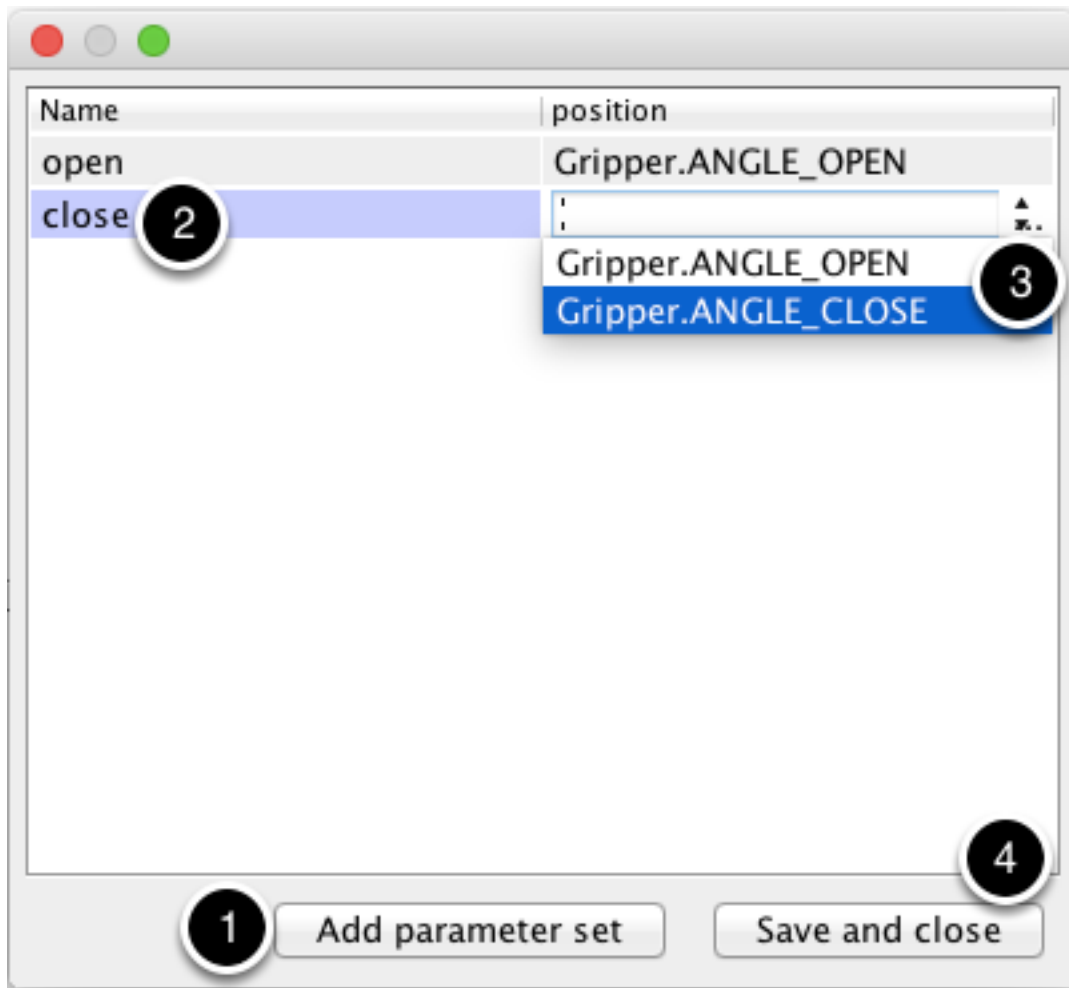 Name position
open Gripper.ANGLE_OPEN
close 2
Gripper.ANGLE_OPEN
Gripper.ANGLE_CLOSE 3
4
1 Add parameter set Save and close